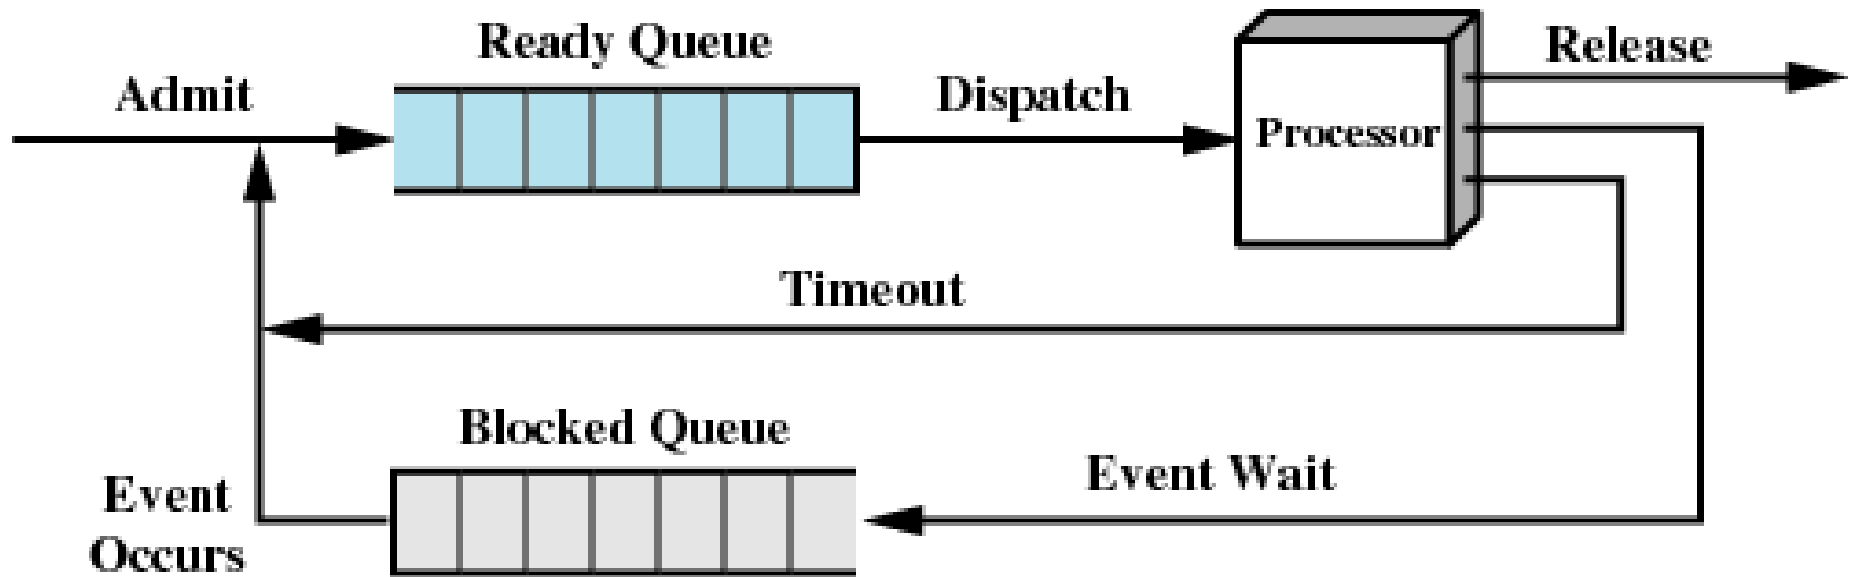 Ready Queue
Release
Admit
Dispatch
Processor
Timeout
Blocked Queue
Event Wait
Event
Occurs